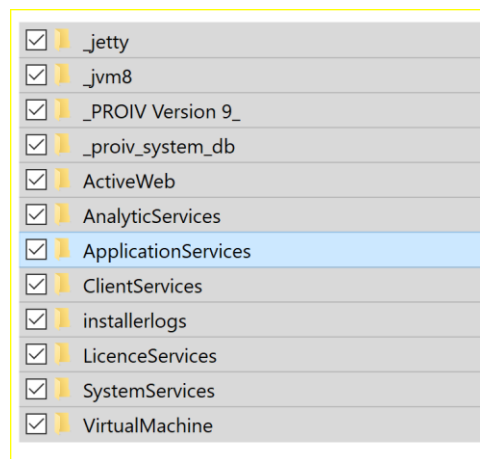 _jetty
_jvm8
_PROIV Version 9_
_proiv_system_db
ActiveWeb
AnalyticServices
ApplicationServices
ClientServices
installerlogs
LicenceServices
SystemServices
VirtualMachine